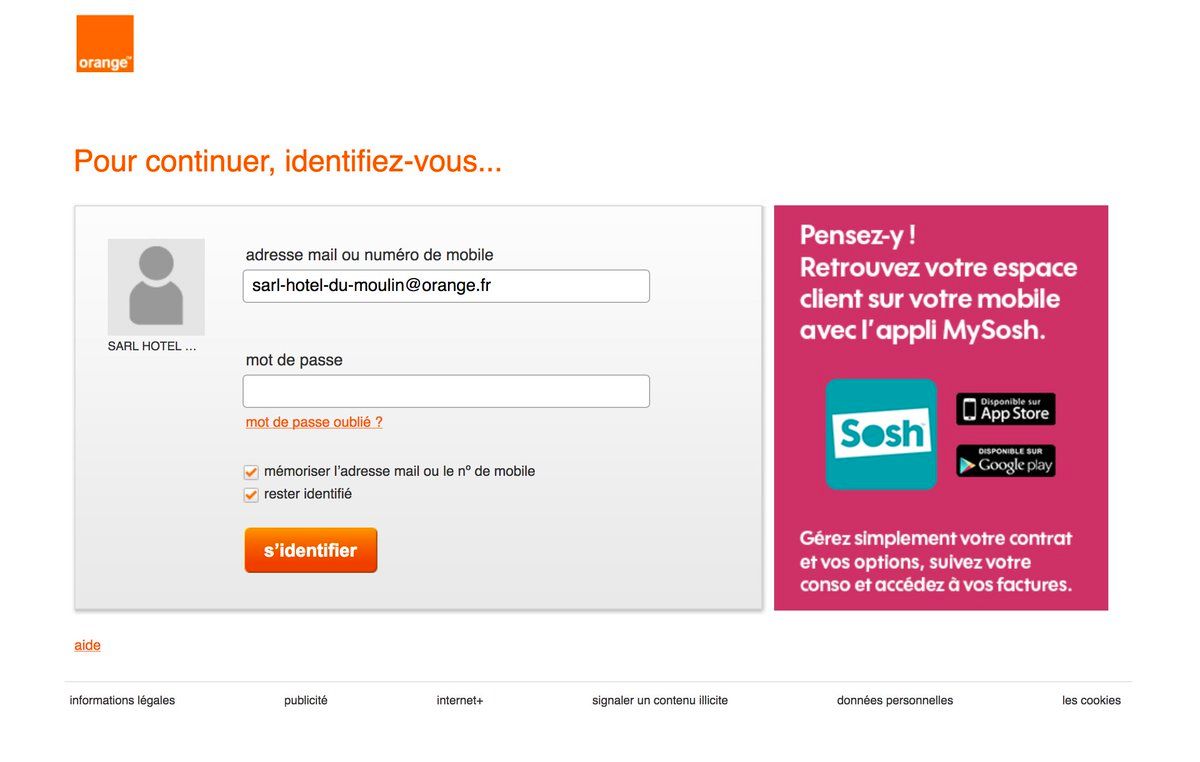 orange™
Pour continuer, identifiez-vous...
SARL HOTEL ...
adresse mail ou numéro de mobile
sarl-hotel-du-moulin@orange.fr
mot de passe
mot de passe oublié ?
mémoriser l'adresse mail ou le nº de mobile
rester identifié
s'identifier
Pensez-y !
Retrouvez votre espace
client sur votre mobile
avec l'appli MySosh.
Sosh
Disponible sur
App Store
DISPONIBLE SUR
Google play
Gérez simplement votre contrat
et vos options, suivez votre
conso et accédez à vos factures.
aide
informations légales
publicité
internet+
signaler un contenu illicite
données personnelles
les cookies